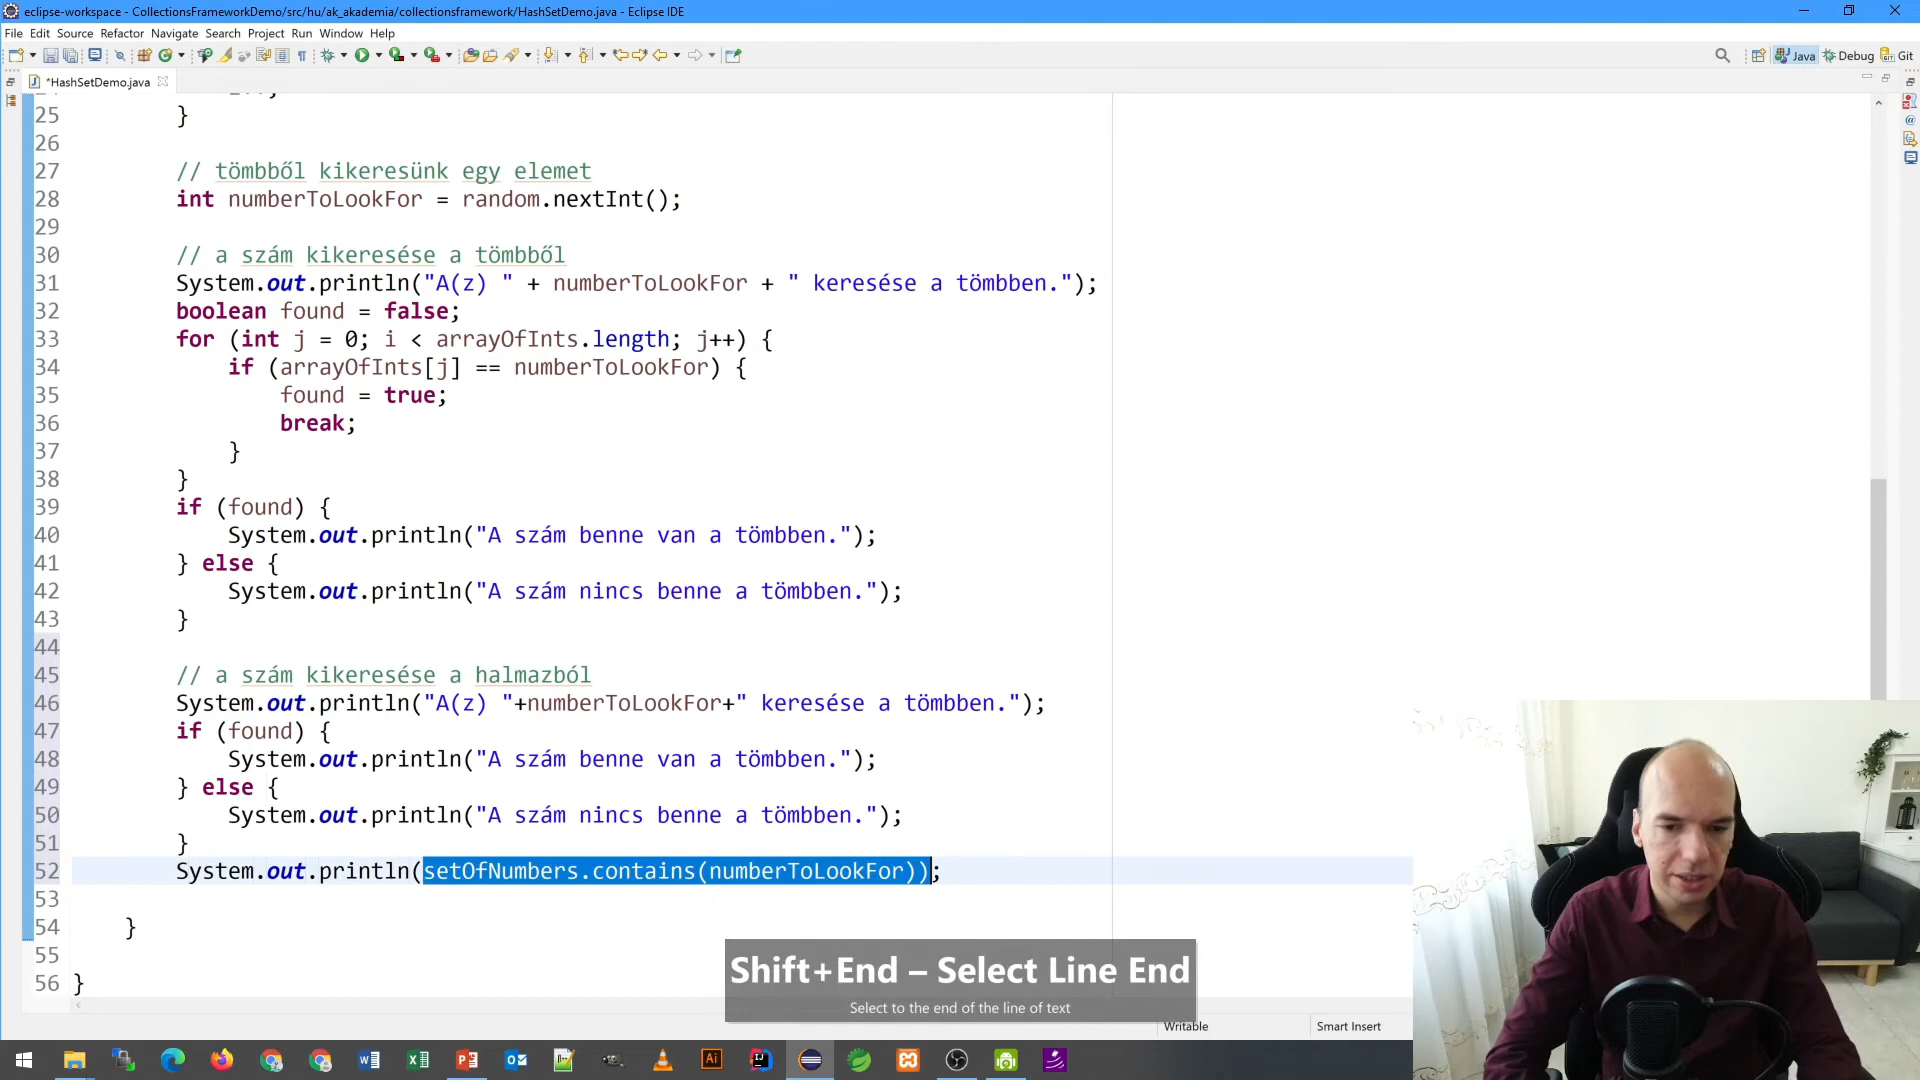 eclipse-workspace - CollectionsFrameworkDemo/src/hu/ak_akademia/collectionsframework/HashSetDemo.java - Eclipse IDE
File Edit Source Refactor Navigate Search Project Run Window Help
Java Debug Git
*HashSetDemo.java
25 }
26
27 // tömbből kikeresünk egy elemet
28 int numberToLookFor = random.nextInt();
29
30 // a szám kikeresése a tömbből
31 System.out.println("A(z) " + numberToLookFor + " keresése a tömbben.");
32 boolean found = false;
33 for (int j = 0; i < arrayOfInts.length; j++) {
34 if (arrayOfInts[j] == numberToLookFor) {
35 found = true;
36 break;
37 }
38 }
39 if (found) {
40 System.out.println("A szám benne van a tömbben.");
41 } else {
42 System.out.println("A szám nincs benne a tömbben.");
43 }
44
45 // a szám kikeresése a halmazból
46 System.out.println("A(z) "+numberToLookFor+" keresése a tömbben.");
47 if (found) {
48 System.out.println("A szám benne van a tömbben.");
49 } else {
50 System.out.println("A szám nincs benne a tömbben.");
51 }
52 System.out.println(setOfNumbers.contains(numberToLookFor));
53
54 }
55
56 }
Shift+End – Select Line End
Select to the end of the line of text
Writable Smart Insert